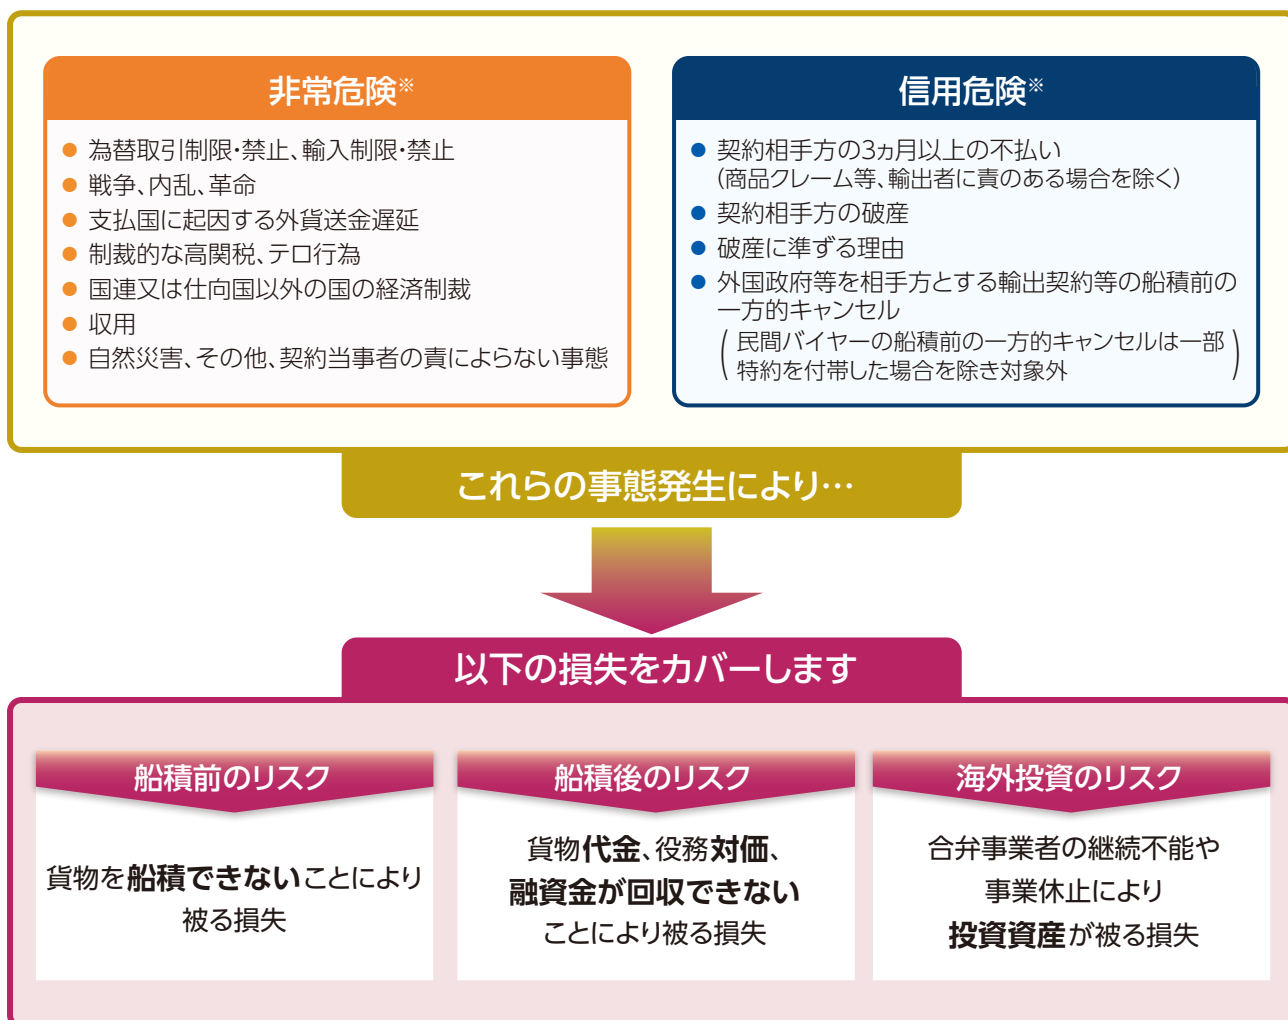 非常危険※
● 為替取引制限・禁止、輸入制限・禁止
● 戦争、内乱、革命
● 支払国に起因する外貨送金遅延
● 制裁的な高関税、テロ行為
● 国連又は仕向国以外の国の経済制裁
● 収用
● 自然災害、その他、契約当事者の責によらない事態
信用危険※
● 契約相手方の3ヵ月以上の不払い
(商品クレーム等、輸出者に責のある場合を除く)
● 契約相手方の破産
● 破産に準ずる理由
● 外国政府等を相手方とする輸出契約等の船積前の
一方的キャンセル
(民間バイヤーの船積前の一方的キャンセルは一部
特約を付帯した場合を除き対象外)
これらの事態発生により…
以下の損失をカバーします
船積前のリスク
貨物を船積できないことにより
被る損失
船積後のリスク
貨物代金、役務対価、
融資金が回収できない
ことにより被る損失
海外投資のリスク
合弁事業者の継続不能や
事業休止により
投資資産が被る損失